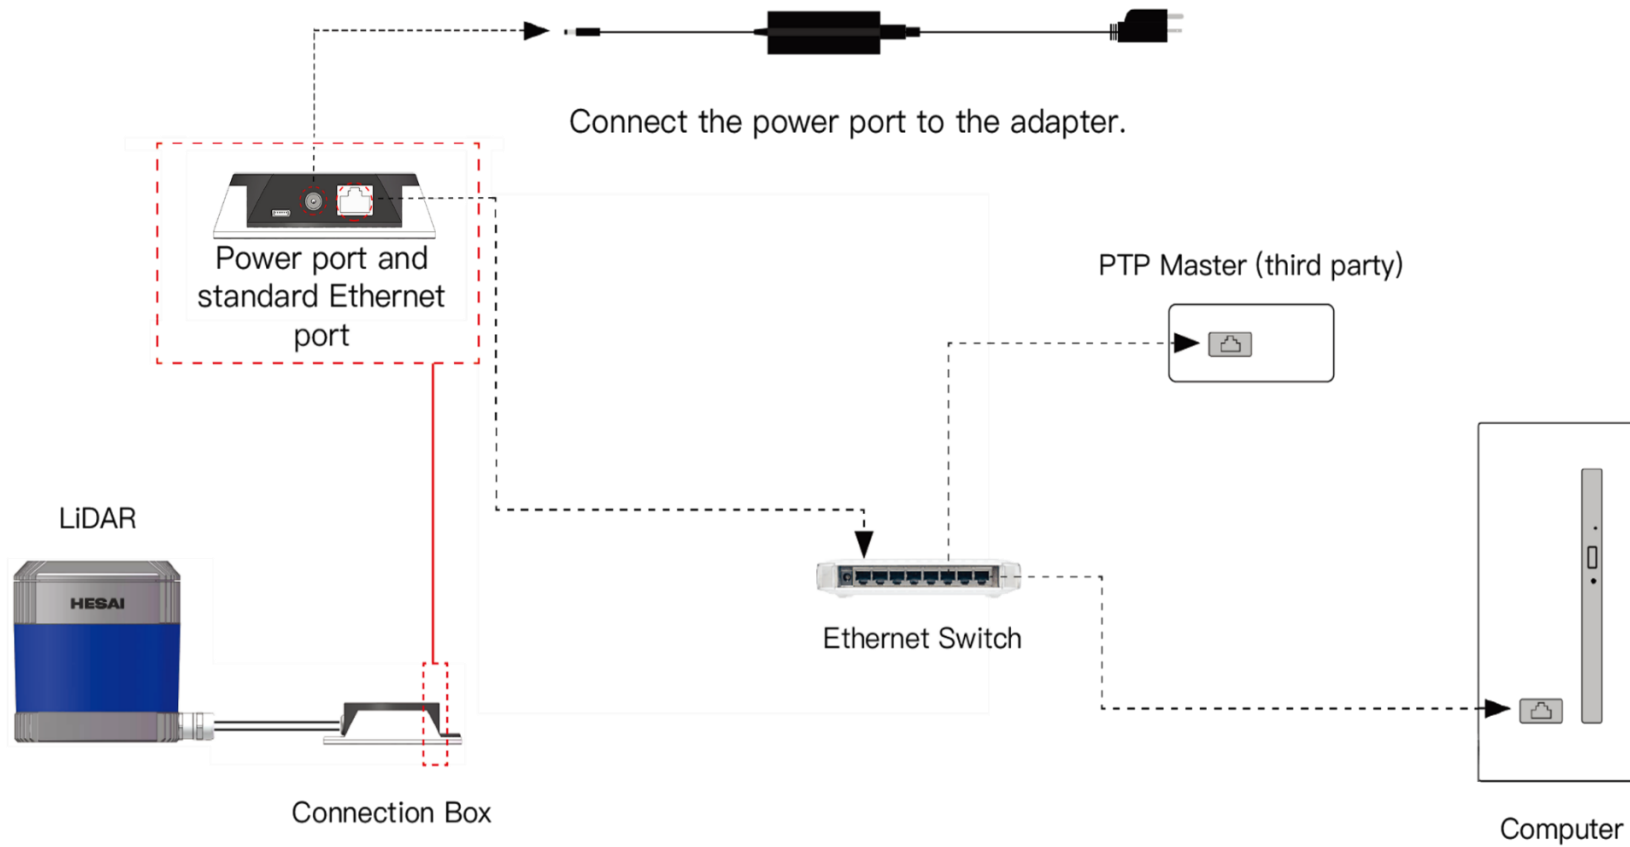 Connect the power port to the adapter.
Power port and
standard Ethernet
port
PTP Master (third party)
LiDAR
HESAI
Ethernet Switch
Connection Box
Computer